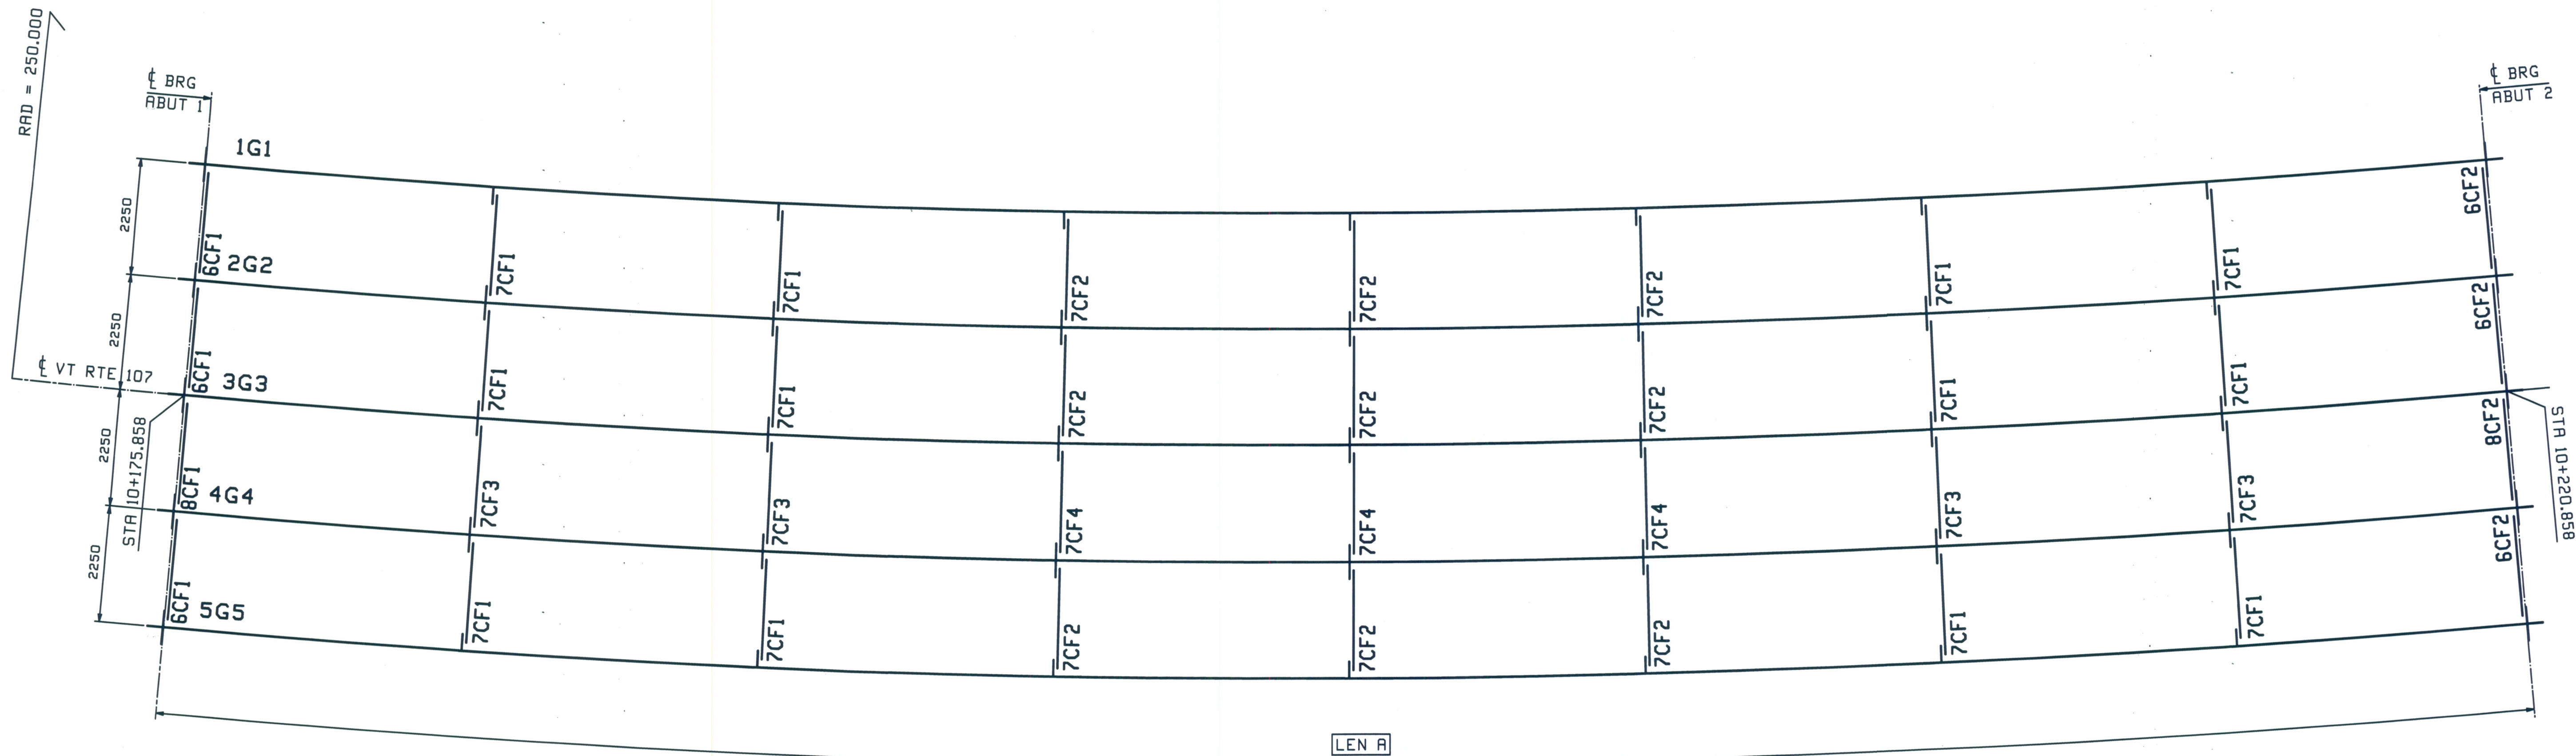 RAD = 250.000
℄ BRG
ABUT 1
℄ BRG
ABUT 2
1G1
2250
6CF1
7CF1
7CF1
7CF2
7CF2
7CF2
7CF1
7CF1
6CF2
2G2
2250
6CF1
7CF1
7CF1
7CF2
7CF2
7CF2
7CF1
7CF1
6CF2
℄ VT RTE 107
3G3
STA 10+175.858
STA 10+220.858
2250
8CF1
7CF3
7CF3
7CF4
7CF4
7CF4
7CF3
7CF3
8CF2
4G4
2250
6CF1
7CF1
7CF1
7CF2
7CF2
7CF2
7CF1
7CF1
6CF2
5G5
LEN A